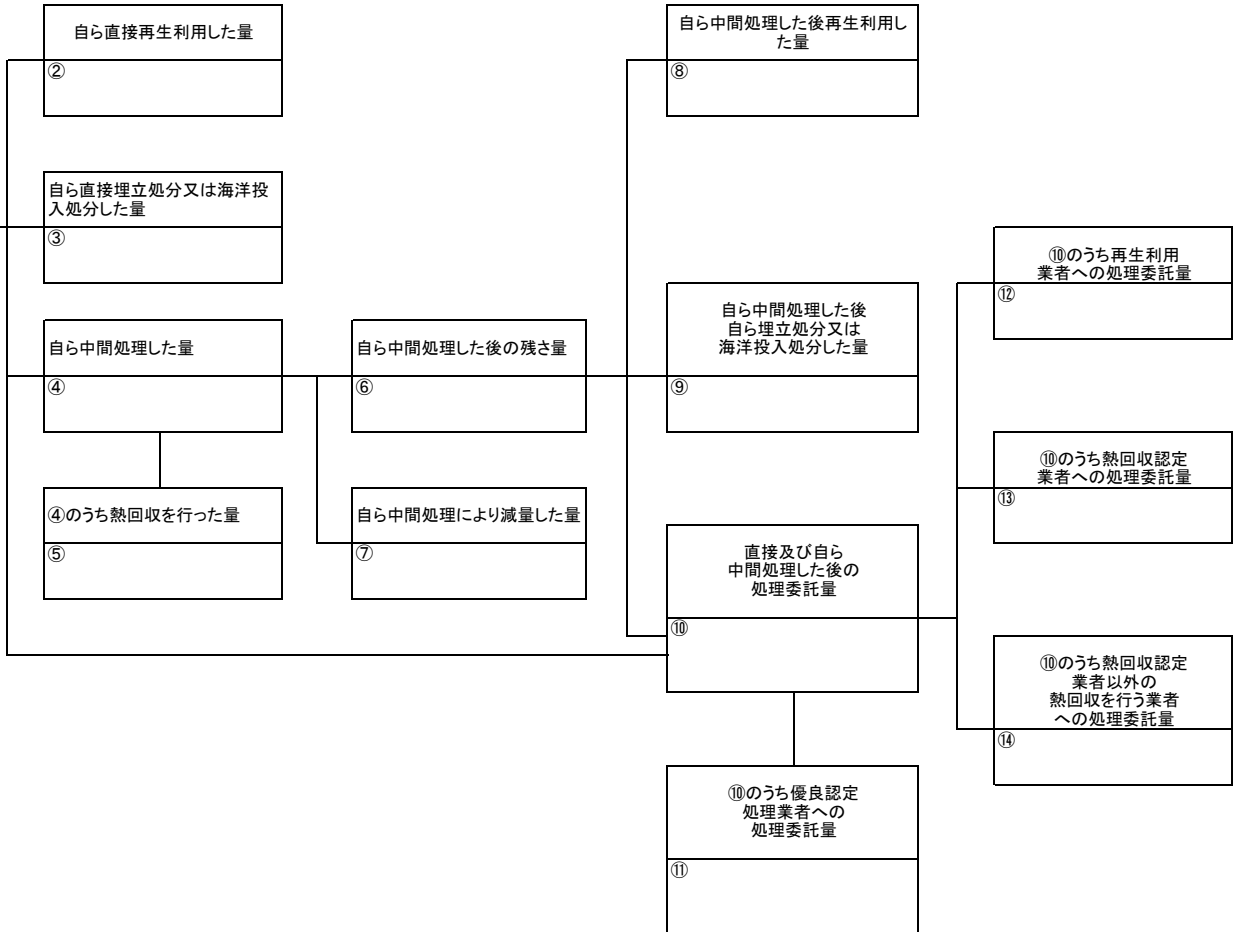 自ら直接再生利用した量
②
自ら直接埋立処分又は海洋投
入処分した量
③
自ら中間処理した量
④
④のうち熱回収を行った量
⑤
自ら中間処理した後の残さ量
⑥
自ら中間処理により減量した量
⑦
自ら中間処理した後再生利用し
た量
⑧
自ら中間処理した後
自ら埋立処分又は
海洋投入処分した量
⑨
直接及び自ら
中間処理した後の
処理委託量
⑩
⑩のうち優良認定
処理業者への
処理委託量
⑪
⑩のうち再生利用
業者への処理委託量
⑫
⑩のうち熱回収認定
業者への処理委託量
⑬
⑩のうち熱回収認定
業者以外の
熱回収を行う業者
への処理委託量
⑭